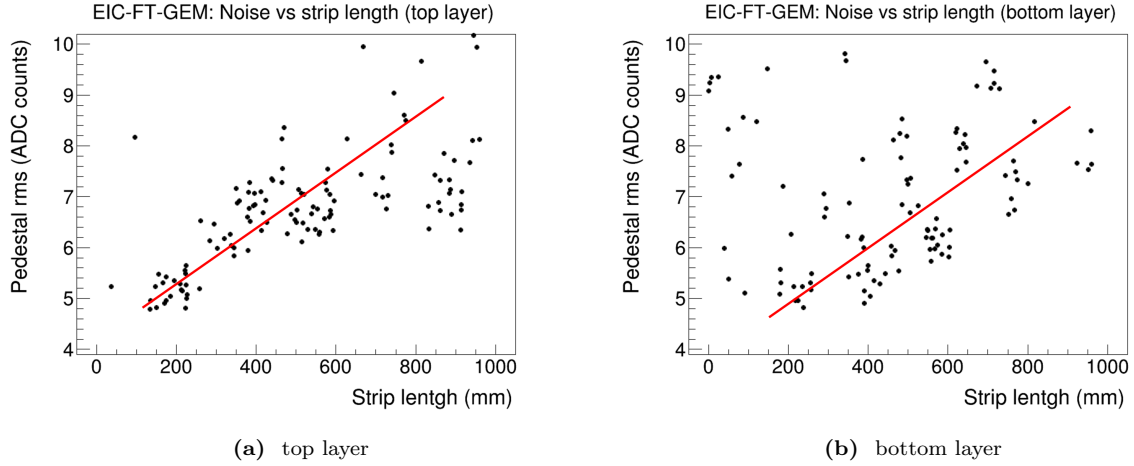 EIC-FT-GEM: Noise vs strip length (top layer)
Pedestal rms (ADC counts)
10
9
8
7
6
5
4
0 200 400 600 800 1000
Strip lentgh (mm)
(a) top layer
EIC-FT-GEM: Noise vs strip length (bottom layer)
Pedestal rms (ADC counts)
10
9
8
7
6
5
4
0 200 400 600 800 1000
Strip lentgh (mm)
(b) bottom layer